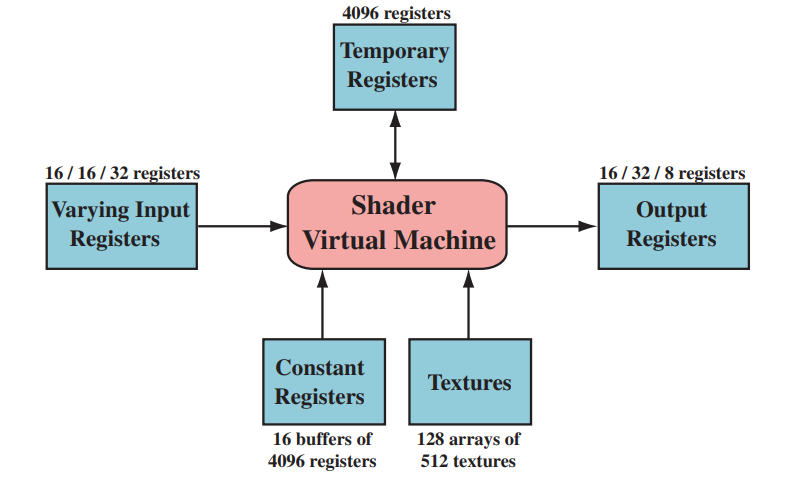 4096 registers
Temporary
Registers
16 / 16 / 32 registers
Varying Input
Registers
Shader
Virtual Machine
16 / 32 / 8 registers
Output
Registers
Constant
Registers
16 buffers of
4096 registers
Textures
128 arrays of
512 textures